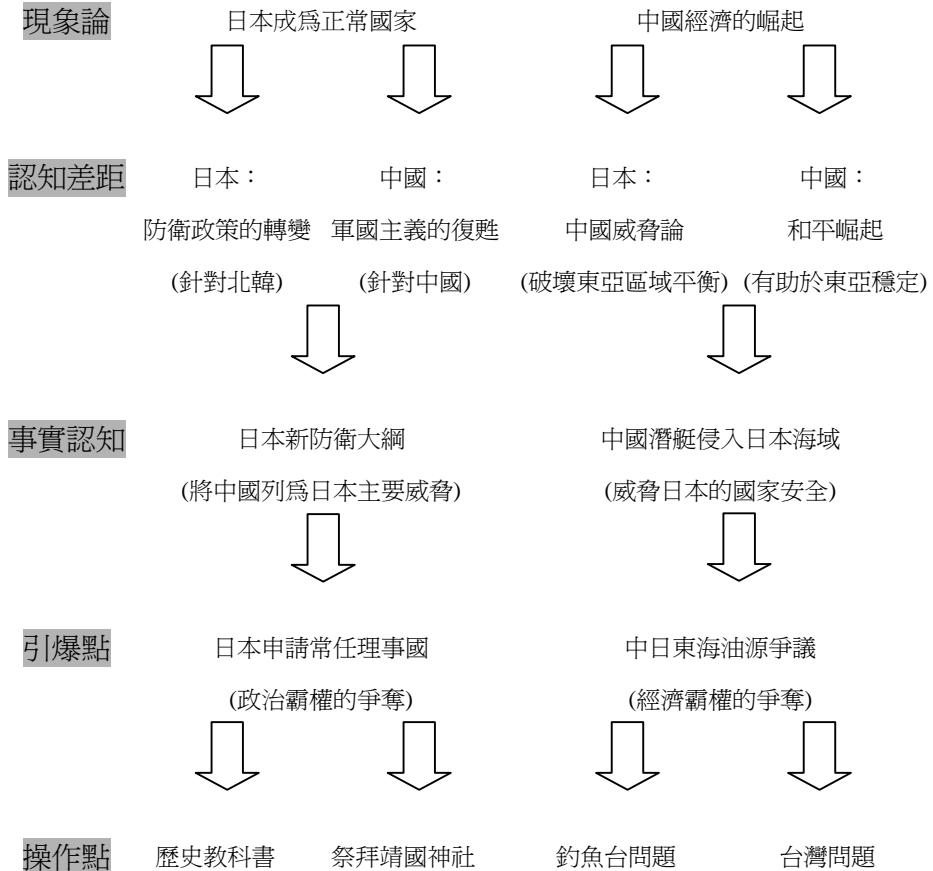 現象論 日本成爲正常國家 中國經濟的崛起
認知差距 日本： 中國： 日本： 中國：
防衛政策的轉變 軍國主義的復甦 中國威脅論 和平崛起
(針對北韓) (針對中國) (破壞東亞區域平衡) (有助於東亞穩定)
事實認知 日本新防衛大綱 中國潛艇侵入日本海域
(將中國列爲日本主要威脅) (威脅日本的國家安全)
引爆點 日本申請常任理事國 中日東海油源爭議
(政治霸權的爭奪) (經濟霸權的爭奪)
操作點 歷史教科書 祭拜靖國神社 釣魚台問題 台灣問題